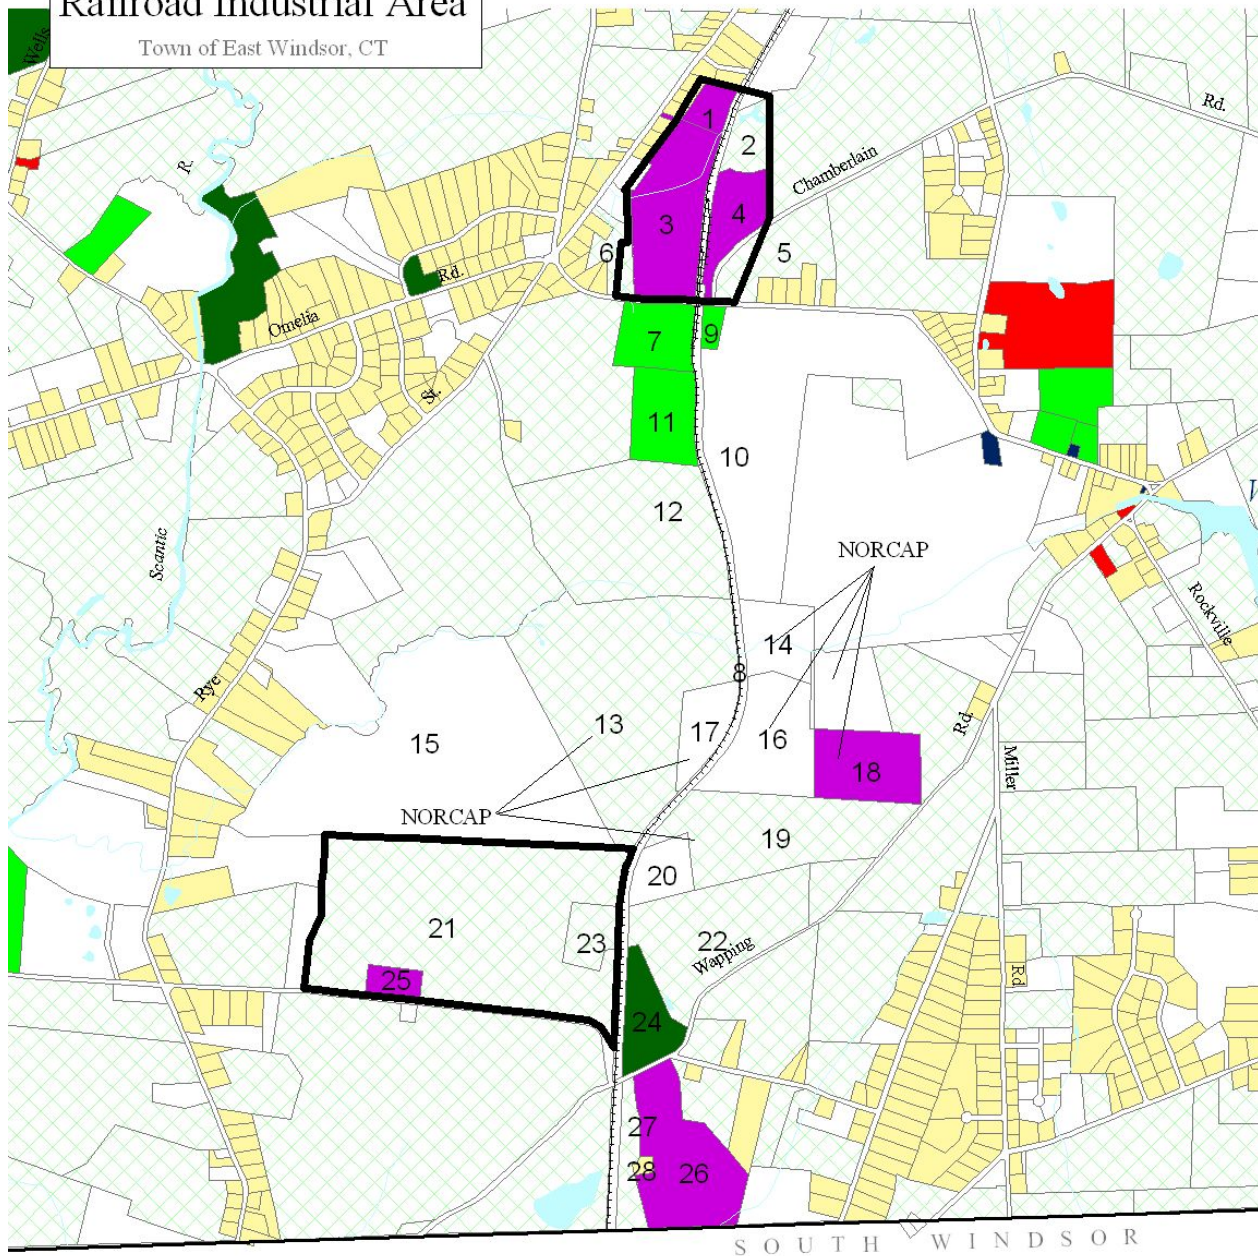 Railroad Industrial Area
Town of East Windsor, CT
Wells
Rd.
R.
1
2
Chamberlain
3
4
5
6
Rd.
Omelia
7
9
St.
11
10
12
Scantic
NORCAP
Rockville
14
8
Rye
13
17
16
15
Rd.
18
Miller
NORCAP
19
20
21
23
22
Wapping
25
24
Rd.
27
28
26
SOUTH WINDSOR